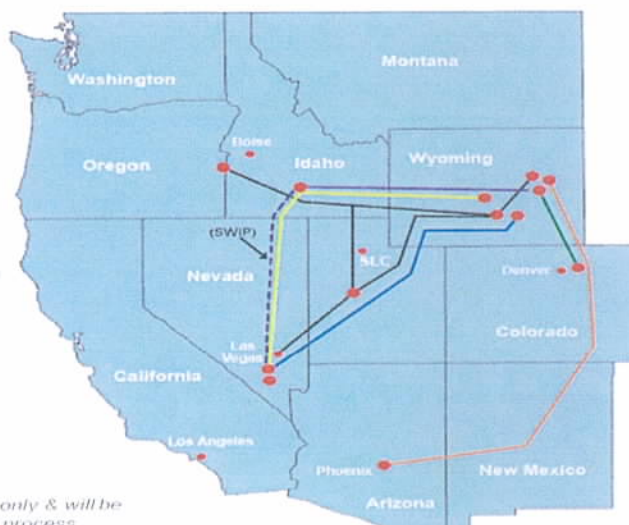 Washington
Montana
Boise
Oregon
Idaho
Wyoming
(SWIP)
SLC
Nevada
Denver
Las
Vegas
Colorado
California
Los Angeles
Phoenix
New Mexico
Arizona
only & will be
process